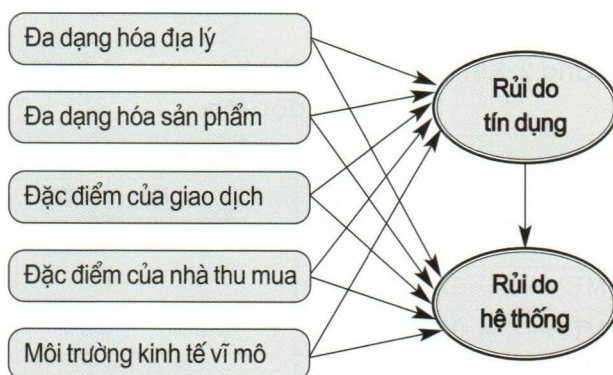 Đa dạng hóa địa lý
Đa dạng hóa sản phẩm
Đặc điểm của giao dịch
Đặc điểm của nhà thu mua
Môi trường kinh tế vĩ mô
Rủi do
tín dụng
Rủi do
hệ thống